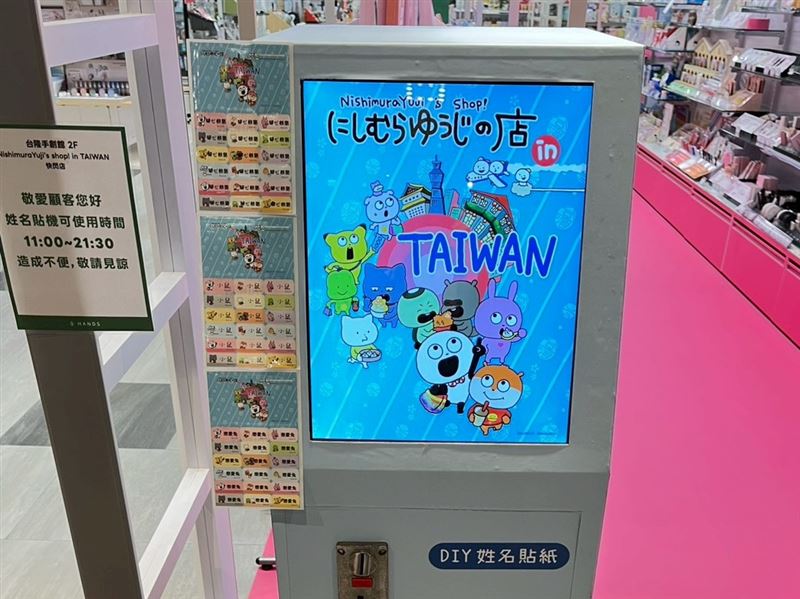 台隆手創館 2F
NishimuraYuji's shop! in TAIWAN
快閃店
敬愛顧客您好
姓名貼機可使用時間
11:00~21:30
造成不便,敬請見諒
HANDS
NishimuraYuji's Shop!
にしむらゆうじの店
in
TAIWAN
TAIWAN
DIY 姓名貼紙